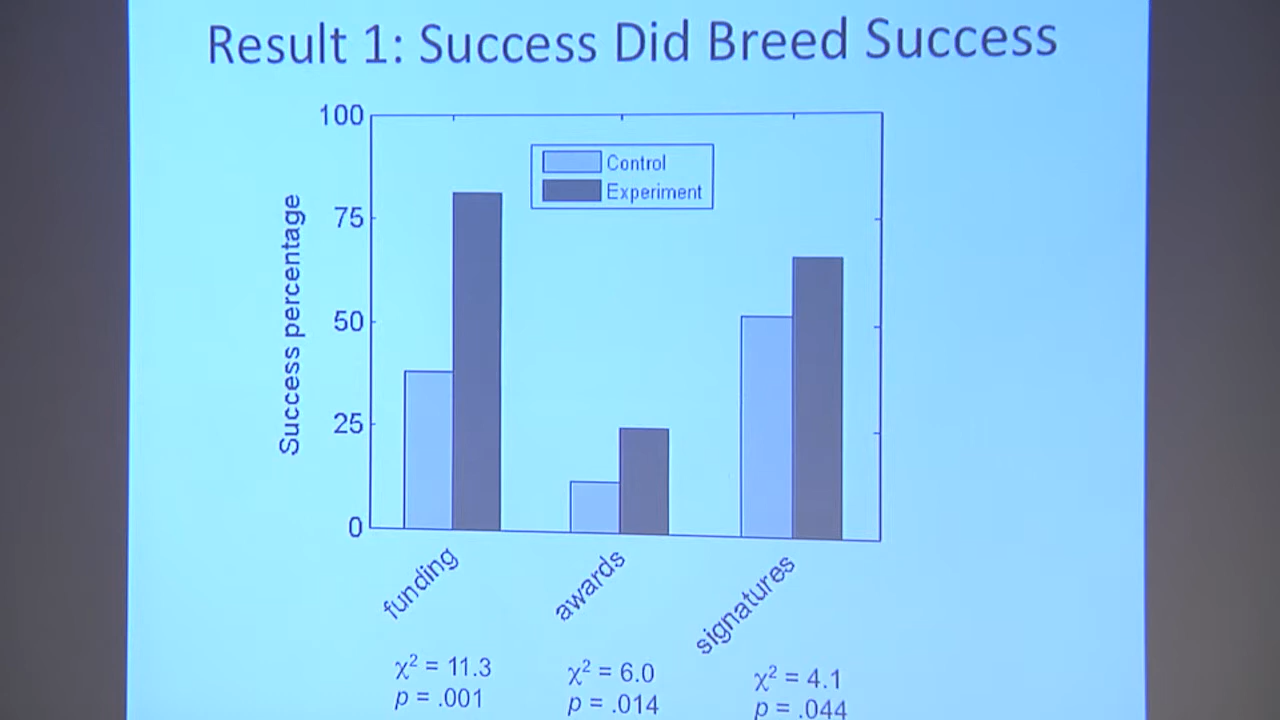 Result 1: Success Did Breed Success
100
75
50
25
0
Success percentage
Control
Experiment
funding
awards
signatures
χ² = 11.3
p = .001
χ² = 6.0
p = .014
χ² = 4.1
p = .044